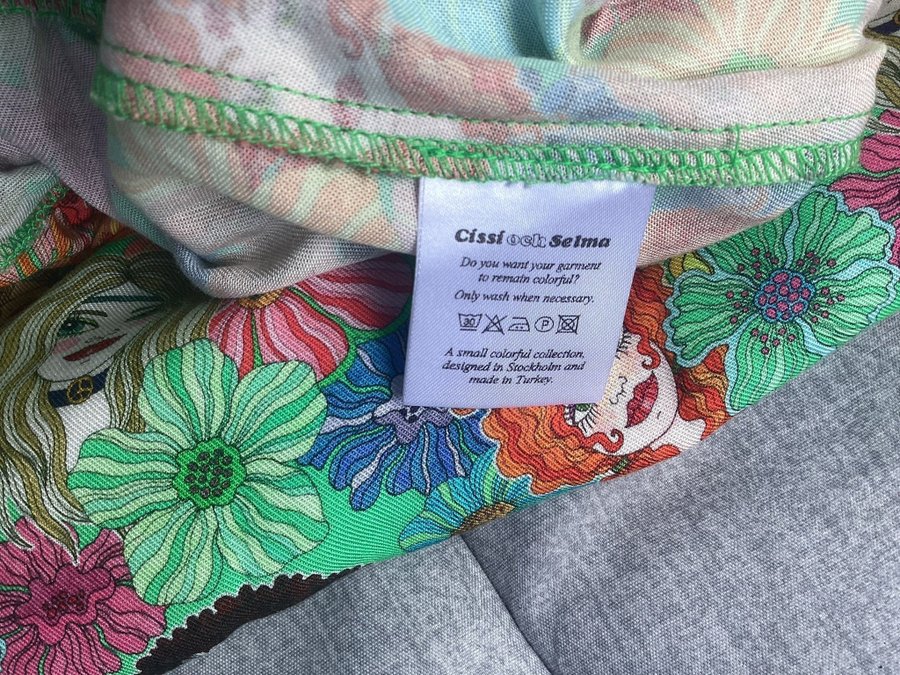 Cissi och Selma
Do you want your garment
to remain colorful?
Only wash when necessary.
30 P
A small colorful collection,
designed in Stockholm and
made in Turkey.